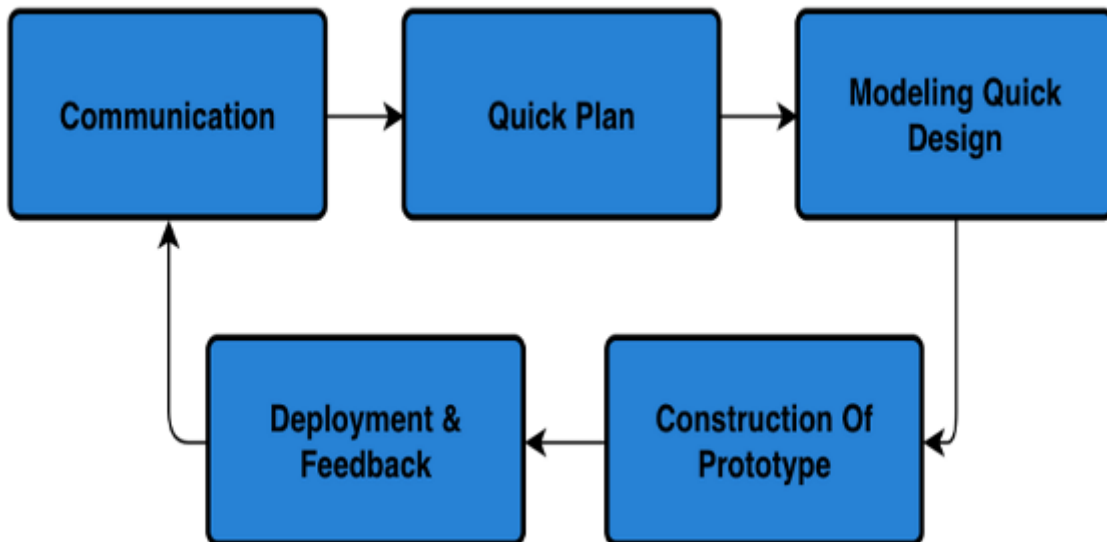 Communication
Quick Plan
Modeling Quick
Design
Deployment &
Feedback
Construction Of
Prototype